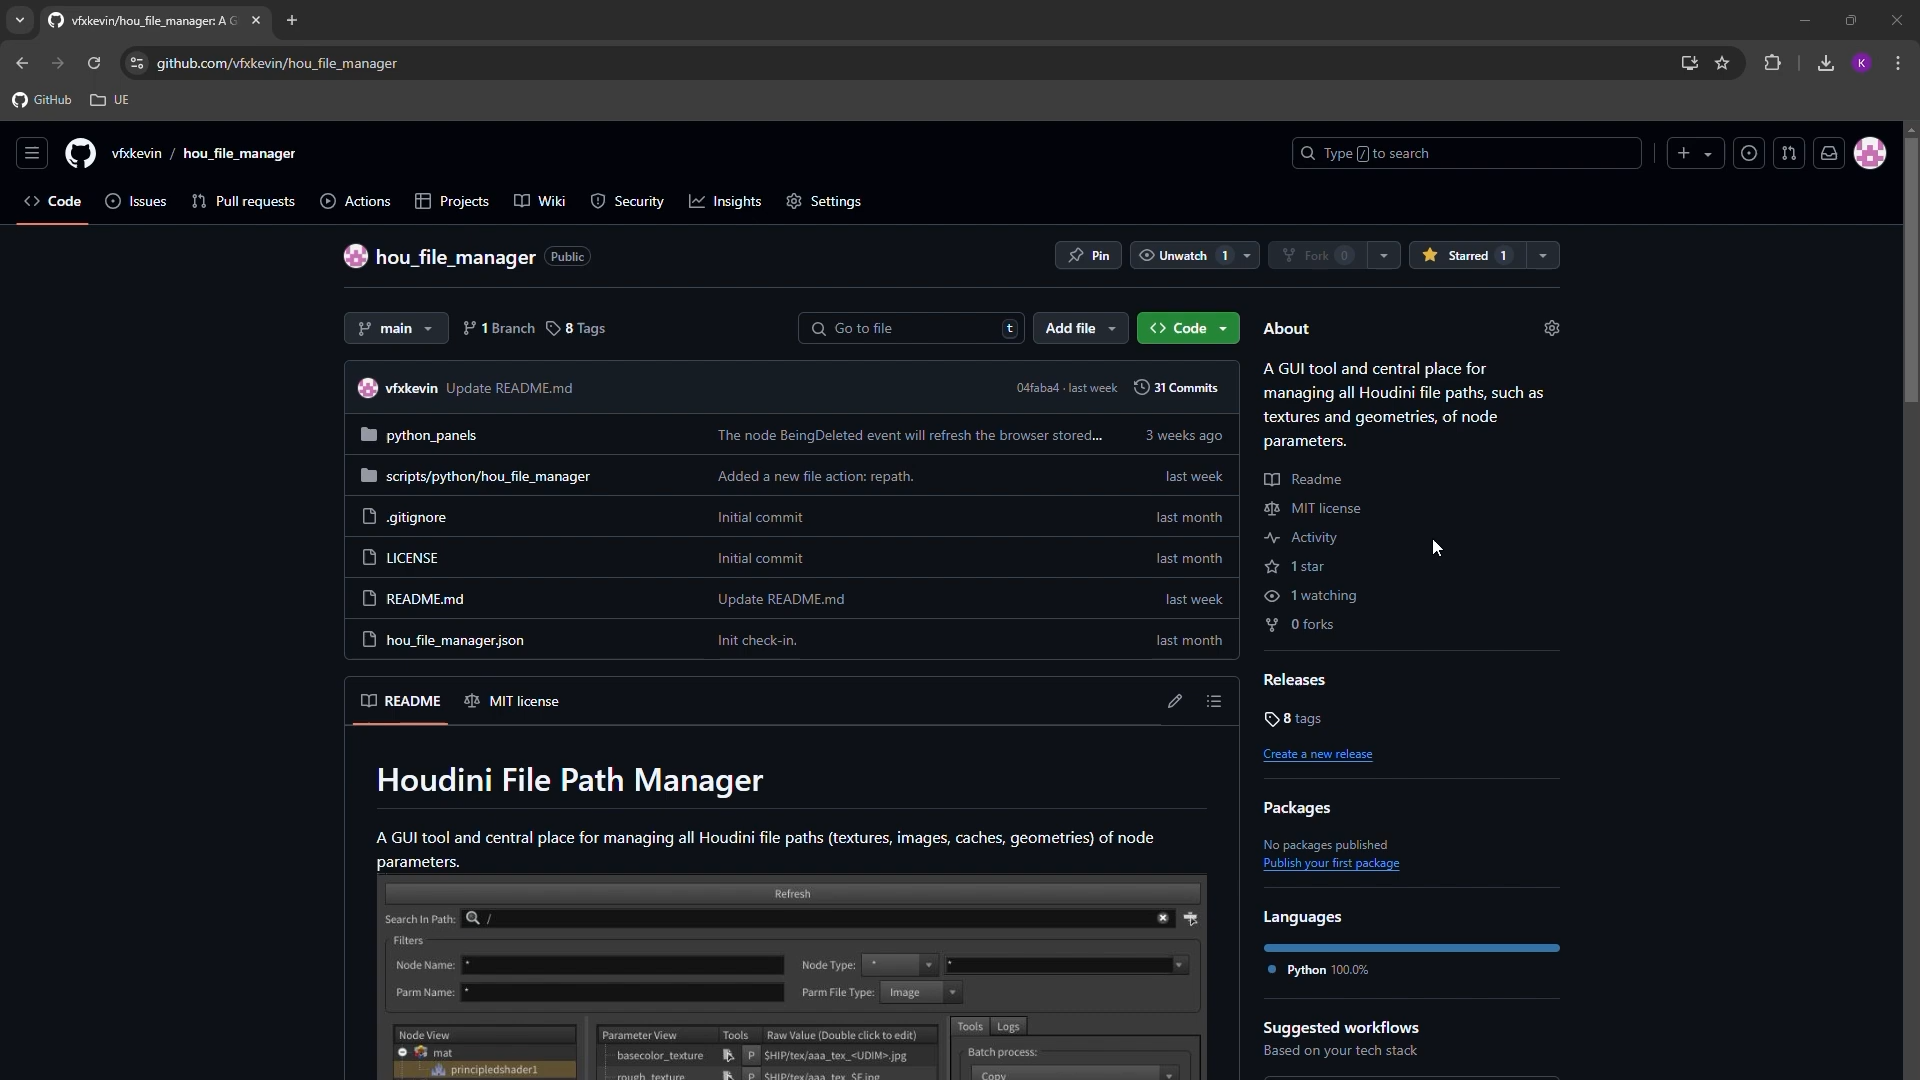 vfxkevin/hou_file_manager: A G
github.com/vfxkevin/hou_file_manager
K
GitHub
UE
vfxkevin / hou_file_manager
Type / to search
Code
Issues
Pull requests
Actions
Projects
Wiki
Security
Insights
Settings
hou_file_manager
Public
Pin
Unwatch 1
Fork 0
Starred 1
main
1 Branch
8 Tags
Go to file
t
Add file
Code
vfxkevin Update README.md
04faba4 · last week
31 Commits
python_panels
The node BeingDeleted event will refresh the browser stored...
3 weeks ago
scripts/python/hou_file_manager
Added a new file action: repath.
last week
.gitignore
Initial commit
last month
LICENSE
Initial commit
last month
README.md
Update README.md
last week
hou_file_manager.json
Init check-in.
last month
README
MIT license
Houdini File Path Manager
A GUI tool and central place for managing all Houdini file paths (textures, images, caches, geometries) of node
parameters.
Refresh
Search In Path: /
Filters
Node Name: *
Node Type: * *
Parm Name: *
Parm File Type: Image
Node View
mat
principledshader1
Parameter View
Tools
Raw Value (Double click to edit)
basecolor_texture
P
$HIP/tex/aaa_tex_<UDIM>.jpg
rough_texture
P
Tools
Logs
Batch process:
Copy
About
A GUI tool and central place for
managing all Houdini file paths, such as
textures and geometries, of node
parameters.
Readme
MIT license
Activity
1 star
1 watching
0 forks
Releases
8 tags
Create a new release
Packages
No packages published
Publish your first package
Languages
Python 100.0%
Suggested workflows
Based on your tech stack